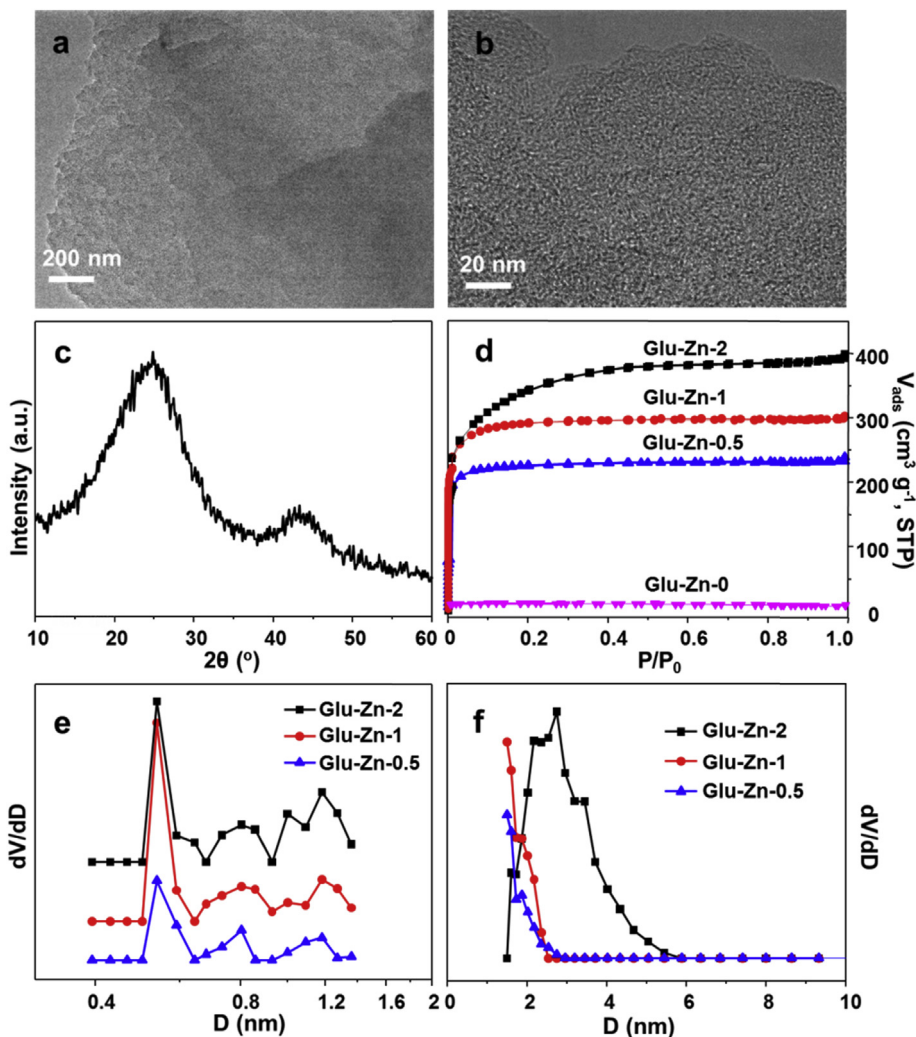 a
200 nm
b
20 nm
c
Intensity (a.u.)
10 20 30 40 50 60
2θ (°)
d
Glu-Zn-2
Glu-Zn-1
Glu-Zn-0.5
Glu-Zn-0
400
300
200
100
0
V_ads (cm³ g⁻¹, STP)
0 0.2 0.4 0.6 0.8 1.0
P/P₀
e
Glu-Zn-2
Glu-Zn-1
Glu-Zn-0.5
dV/dD
0.4 0.8 1.2 1.6 2
D (nm)
f
Glu-Zn-2
Glu-Zn-1
Glu-Zn-0.5
dV/dD
0 2 4 6 8 10
D (nm)